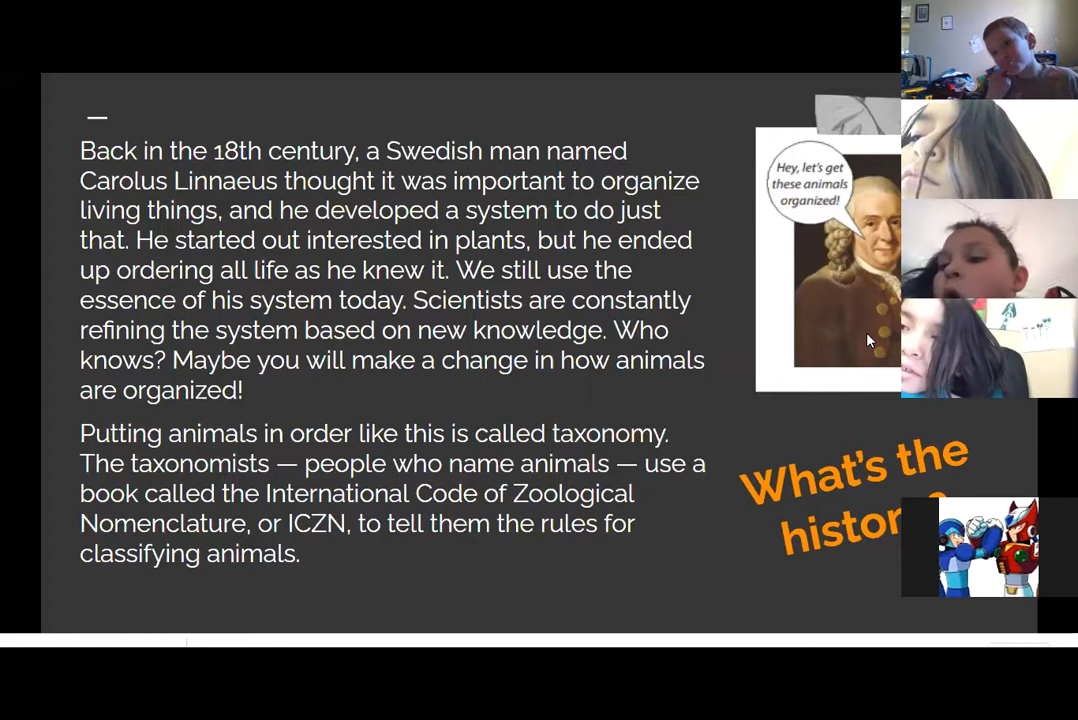 Back in the 18th century, a Swedish man named
Carolus Linnaeus thought it was important to organize
living things, and he developed a system to do just
that. He started out interested in plants, but he ended
up ordering all life as he knew it. We still use the
essence of his system today. Scientists are constantly
refining the system based on new knowledge. Who
knows? Maybe you will make a change in how animals
are organized!
Putting animals in order like this is called taxonomy.
The taxonomists — people who name animals — use a
book called the International Code of Zoological
Nomenclature, or ICZN, to tell them the rules for
classifying animals.
Hey, let's get
these animals
organized!
What's the